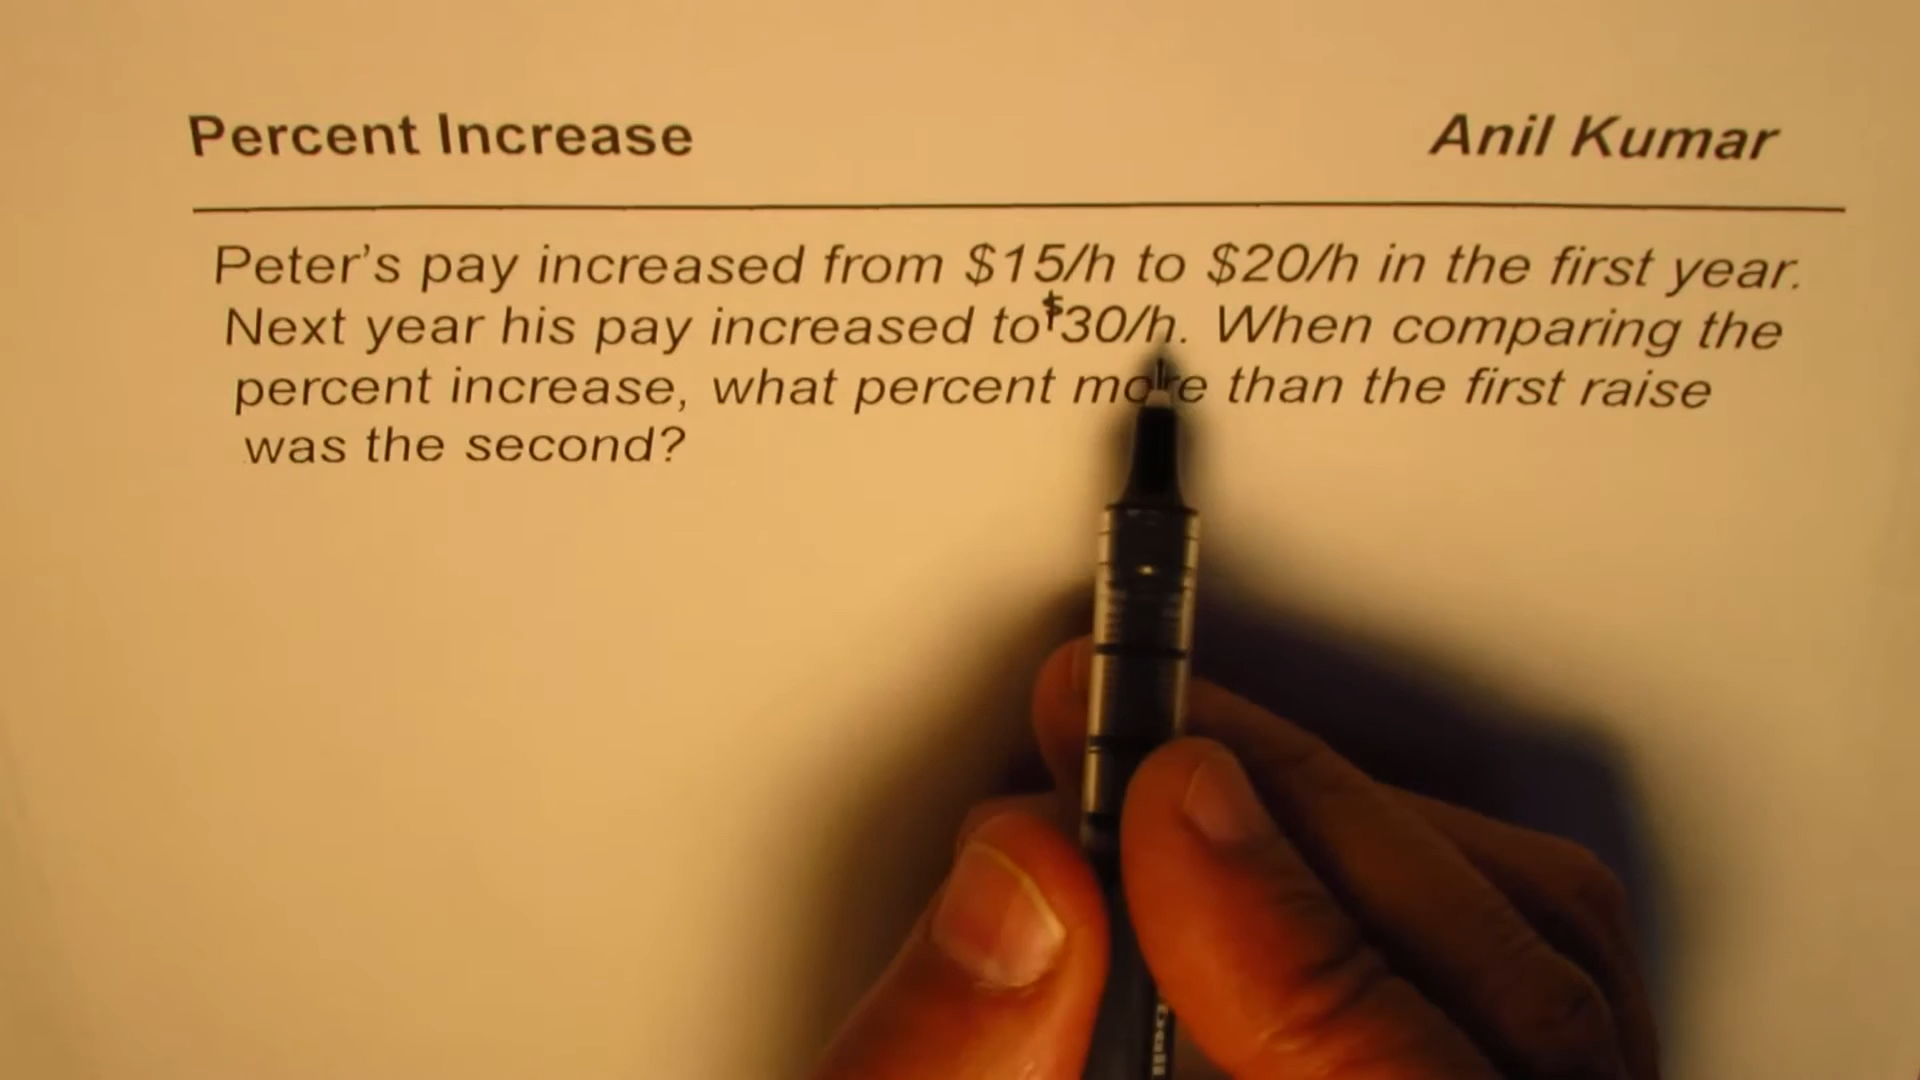 Percent Increase
Anil Kumar
Peter's pay increased from $15/h to $20/h in the first year.
Next year his pay increased to $30/h. When comparing the
percent increase, what percent more than the first raise
was the second?